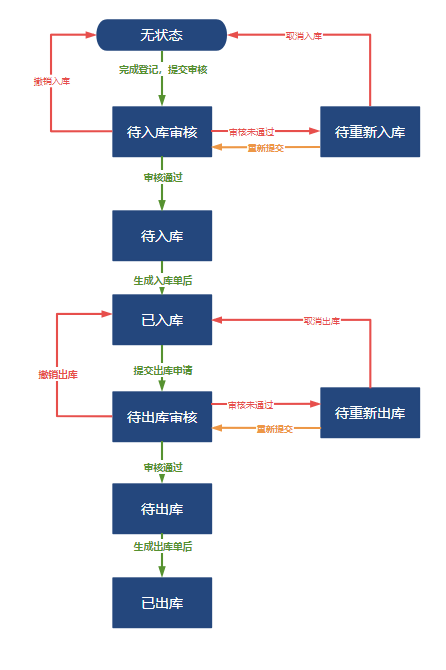 无状态
取消入库
完成登记，提交审核
撤销入库
待入库审核
审核未通过
待重新入库
重新提交
审核通过
待入库
生成入库单后
已入库
取消出库
提交出库申请
撤销出库
待出库审核
审核未通过
待重新出库
重新提交
审核通过
待出库
生成出库单后
已出库